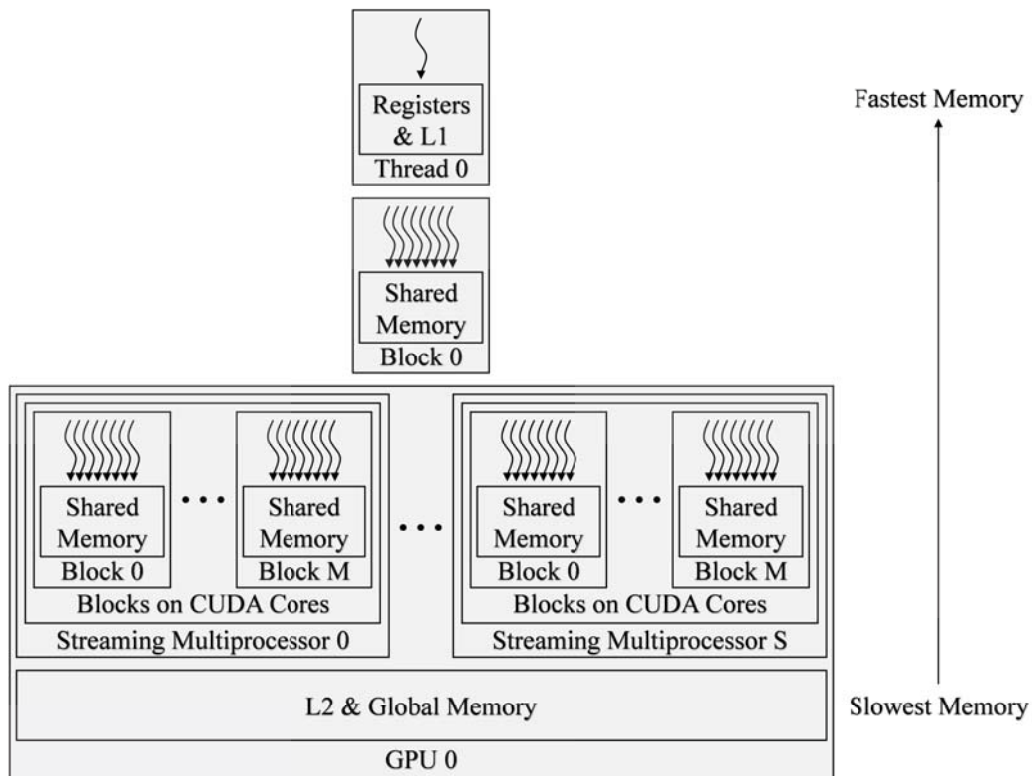 Registers
& L1
Thread 0
Fastest Memory
Shared
Memory
Block 0
Shared
Memory
Block 0
Shared
Memory
Block M
Blocks on CUDA Cores
Streaming Multiprocessor 0
Shared
Memory
Block 0
Shared
Memory
Block M
Blocks on CUDA Cores
Streaming Multiprocessor S
L2 & Global Memory
Slowest Memory
GPU 0